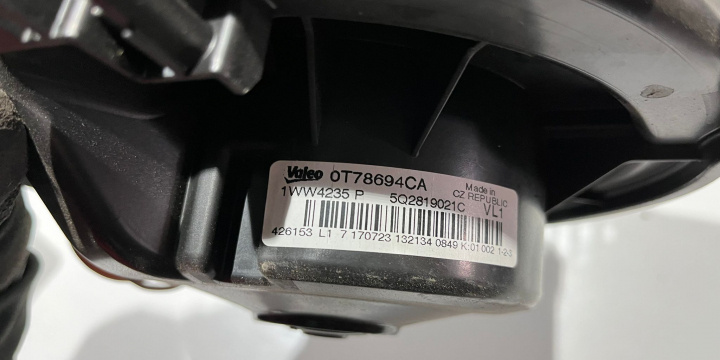 Valeo 0T78694CA Made in
CZ REPUBLIC
1WW4235 P 5Q2819021C VL1
426153 L1 7 170723 132134 0849 K:01 002 1-2-3